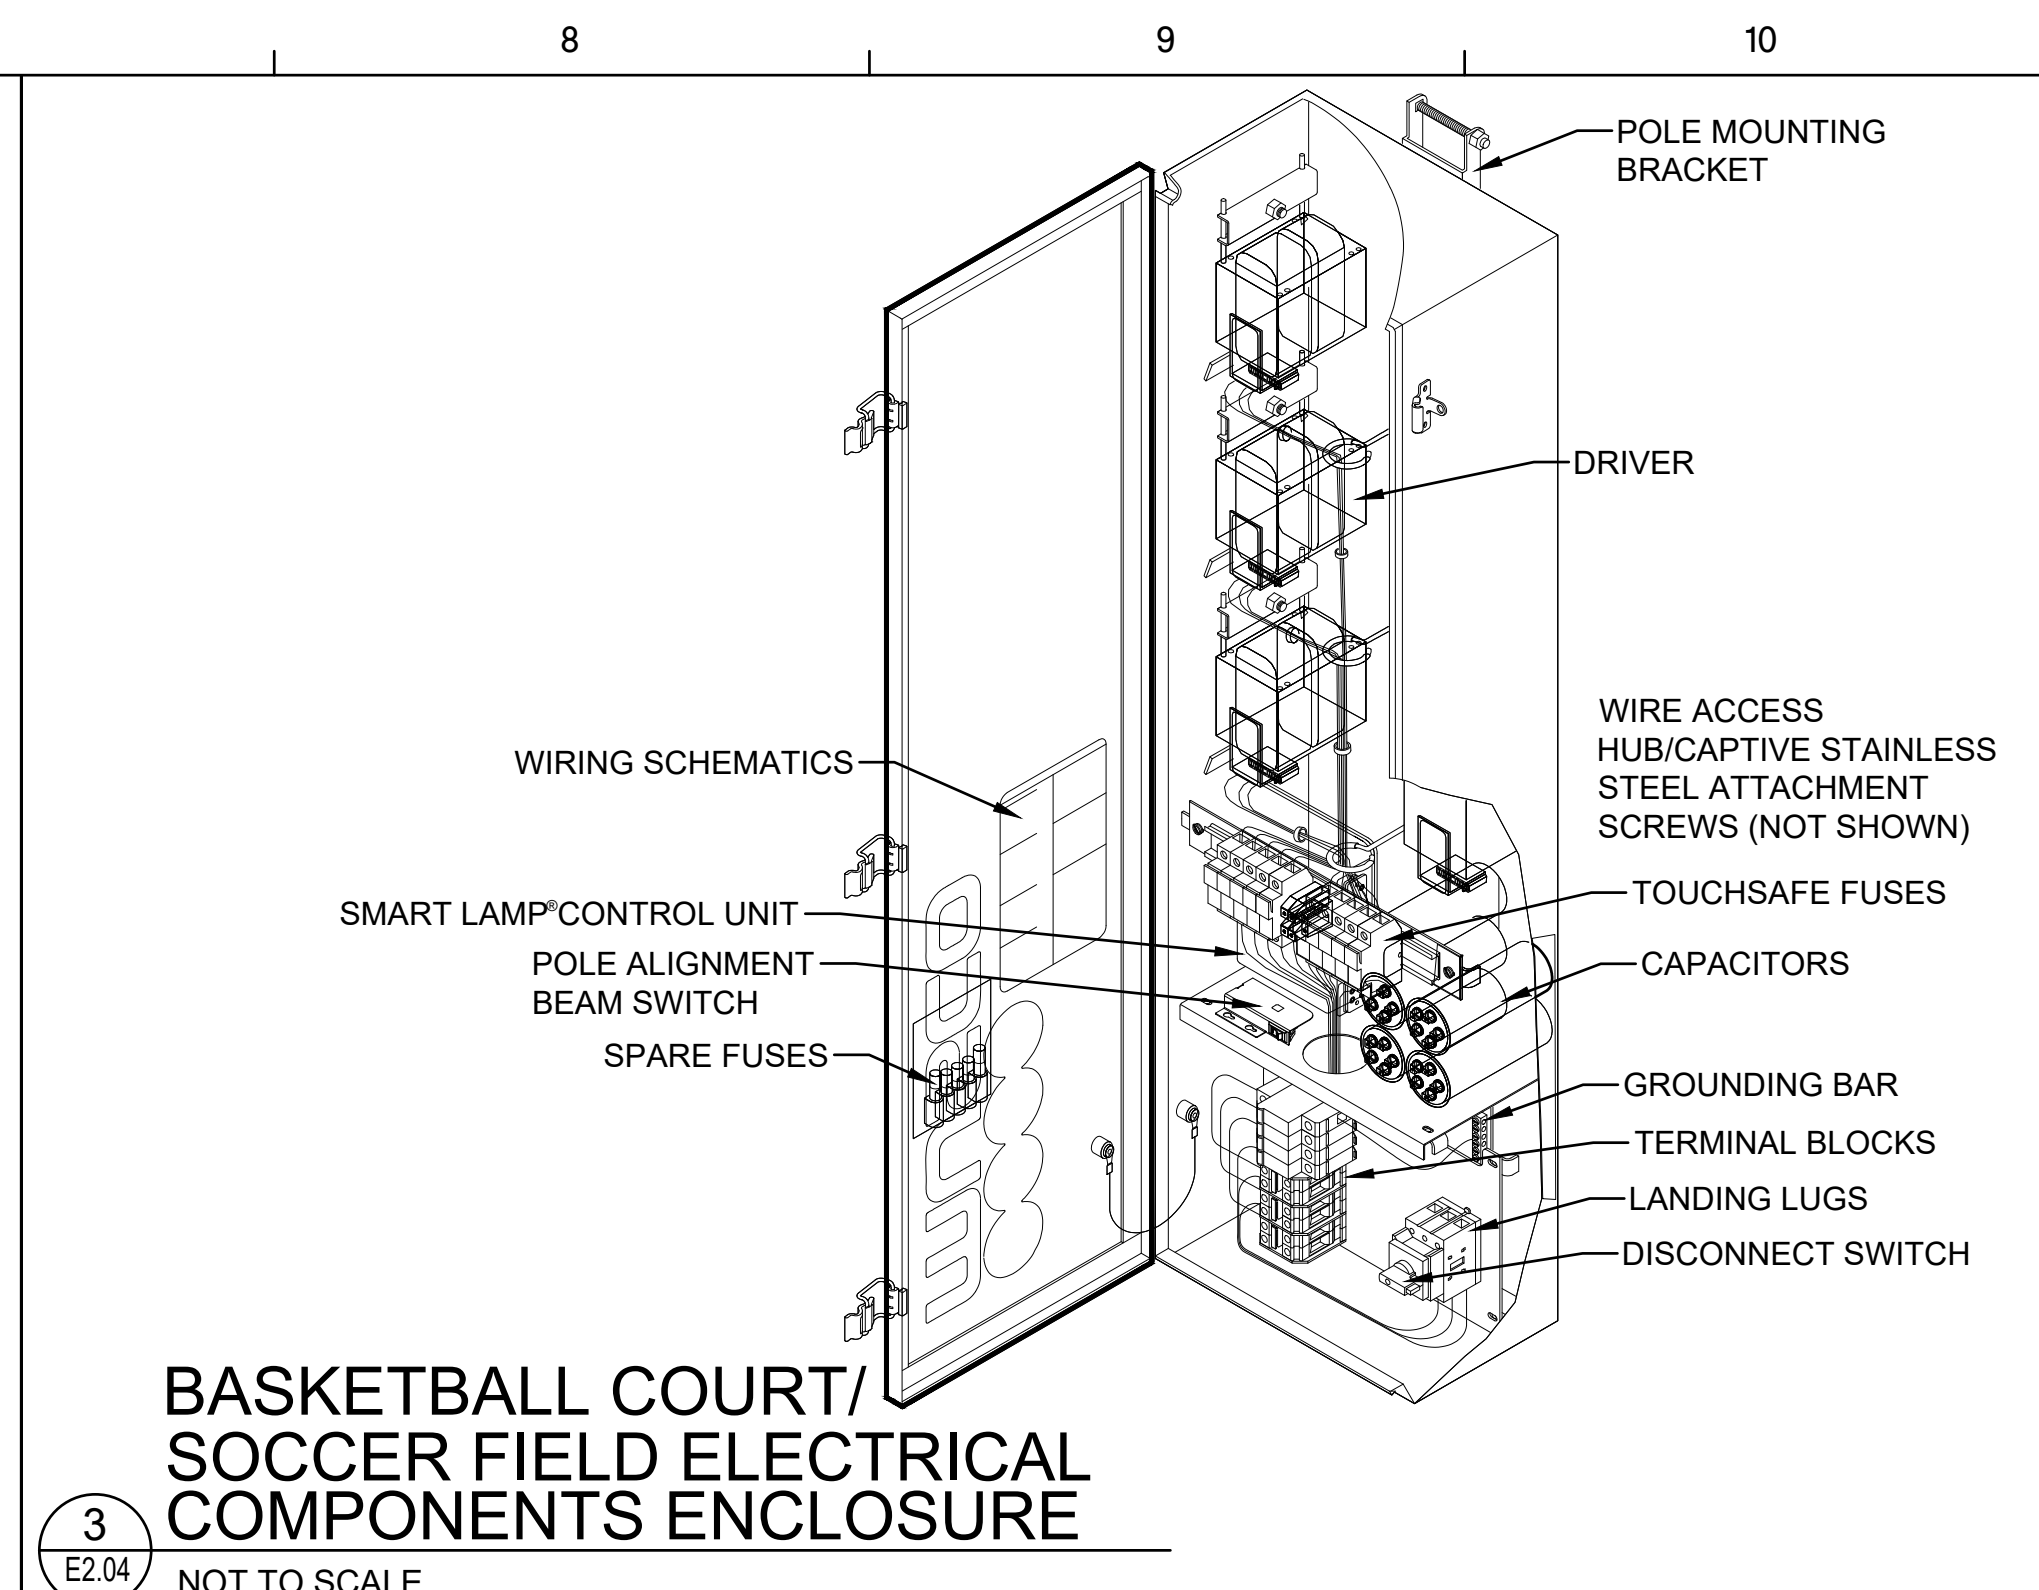 8
9
10
POLE MOUNTING
BRACKET
DRIVER
WIRE ACCESS
HUB/CAPTIVE STAINLESS
STEEL ATTACHMENT
SCREWS (NOT SHOWN)
WIRING SCHEMATICS
SMART LAMP® CONTROL UNIT
POLE ALIGNMENT
BEAM SWITCH
SPARE FUSES
TOUCHSAFE FUSES
CAPACITORS
GROUNDING BAR
TERMINAL BLOCKS
LANDING LUGS
DISCONNECT SWITCH
BASKETBALL COURT/
SOCCER FIELD ELECTRICAL
COMPONENTS ENCLOSURE
3
E2.04
NOT TO SCALE